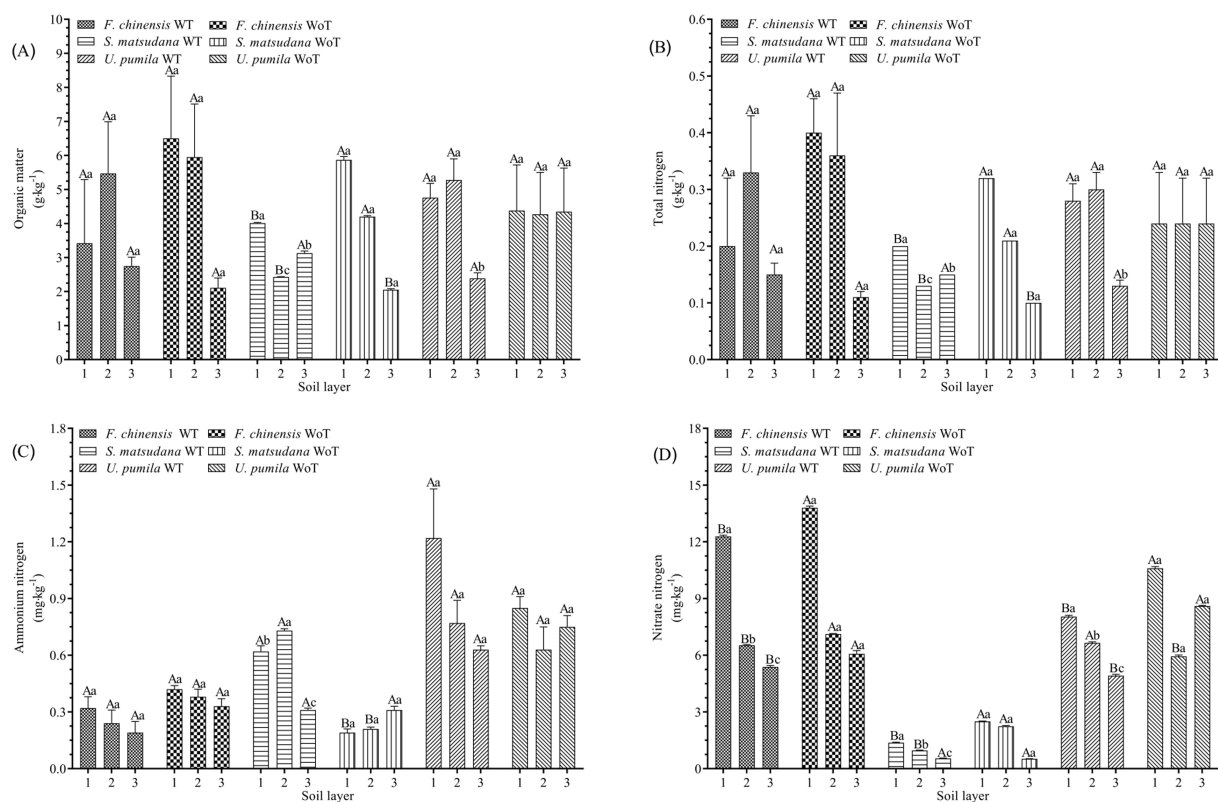 (A)
F. chinensis WT F. chinensis WoT
S. matsudana WT S. matsudana WoT
U. pumila WT U. pumila WoT
Organic matter
(g·kg-1)
10
9
8
7
6
5
4
3
2
1
0
Aa Aa Aa Aa Aa Aa Ba Bc Ab Aa Aa Ba Aa Aa Ab Aa Aa Aa
1 2 3 1 2 3 1 2 3 1 2 3 1 2 3 1 2 3
Soil layer
(B)
F. chinensis WT F. chinensis WoT
S. matsudana WT S. matsudana WoT
U. pumila WT U. pumila WoT
Total nitrogen
(g·kg-1)
0.6
0.5
0.4
0.3
0.2
0.1
0.0
Aa Aa Aa Aa Aa Aa Ba Bc Ab Aa Aa Ba Aa Aa Ab Aa Aa Aa
1 2 3 1 2 3 1 2 3 1 2 3 1 2 3 1 2 3
Soil layer
(C)
F. chinensis WT F. chinensis WoT
S. matsudana WT S. matsudana WoT
U. pumila WT U. pumila WoT
Ammonium nitrogen
(mg·kg-1)
1.8
1.5
1.2
0.9
0.6
0.3
0.0
Aa Aa Aa Aa Aa Aa Ab Aa Ac Ba Ba Aa Aa Aa Aa Aa Aa Aa
1 2 3 1 2 3 1 2 3 1 2 3 1 2 3 1 2 3
Soil layer
(D)
F. chinensis WT F. chinensis WoT
S. matsudana WT S. matsudana WoT
U. pumila WT U. pumila WoT
Nitrate nitrogen
(mg·kg-1)
18
15
12
9
6
3
0
Ba Bb Bc Aa Aa Aa Ba Bb Ac Aa Aa Aa Ba Ab Bc Aa Ba Aa
1 2 3 1 2 3 1 2 3 1 2 3 1 2 3 1 2 3
Soil layer